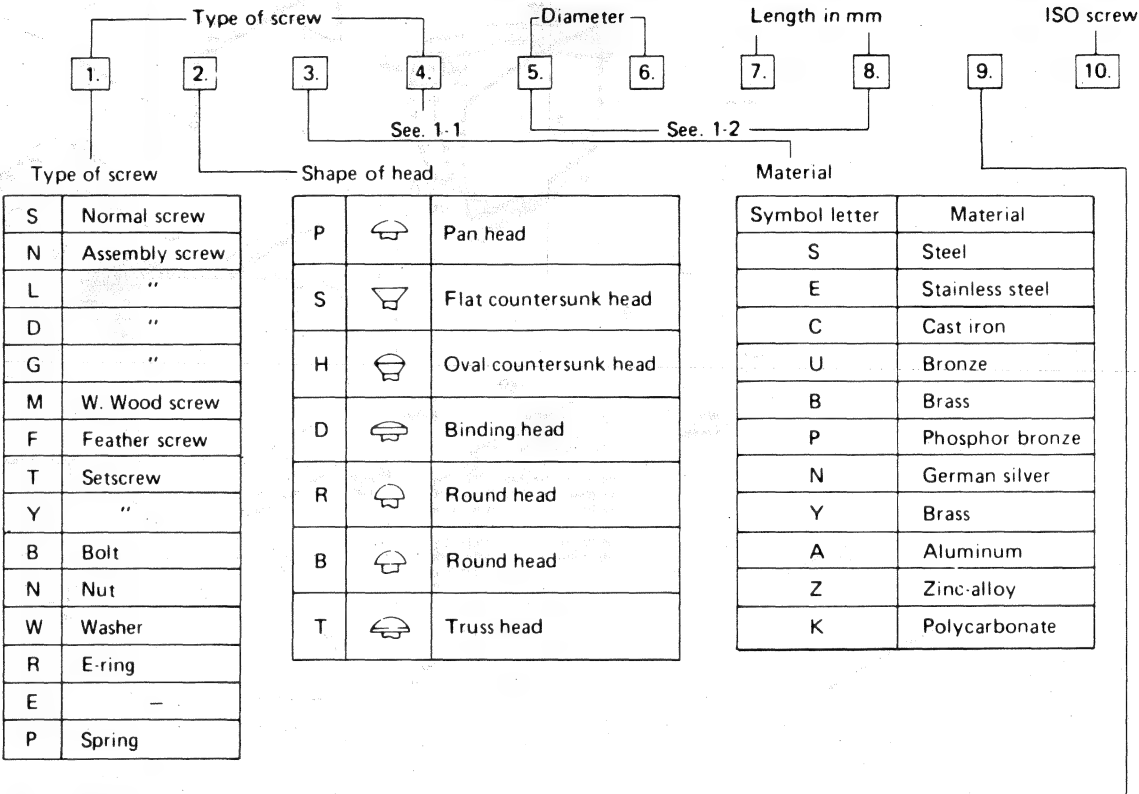 Type of screw Diameter Length in mm ISO screw
1. 2. 3. 4. 5. 6. 7. 8. 9. 10.
See. 1-1 See. 1-2
Type of screw
S Normal screw
N Assembly screw
L "
D "
G "
M W. Wood screw
F Feather screw
T Setscrew
Y "
B Bolt
N Nut
W Washer
R E-ring
E –
P Spring
Shape of head
P Pan head
S Flat countersunk head
H Oval countersunk head
D Binding head
R Round head
B Round head
T Truss head
Material
Symbol letter Material
S Steel
E Stainless steel
C Cast iron
U Bronze
B Brass
P Phosphor bronze
N German silver
Y Brass
A Aluminum
Z Zinc-alloy
K Polycarbonate